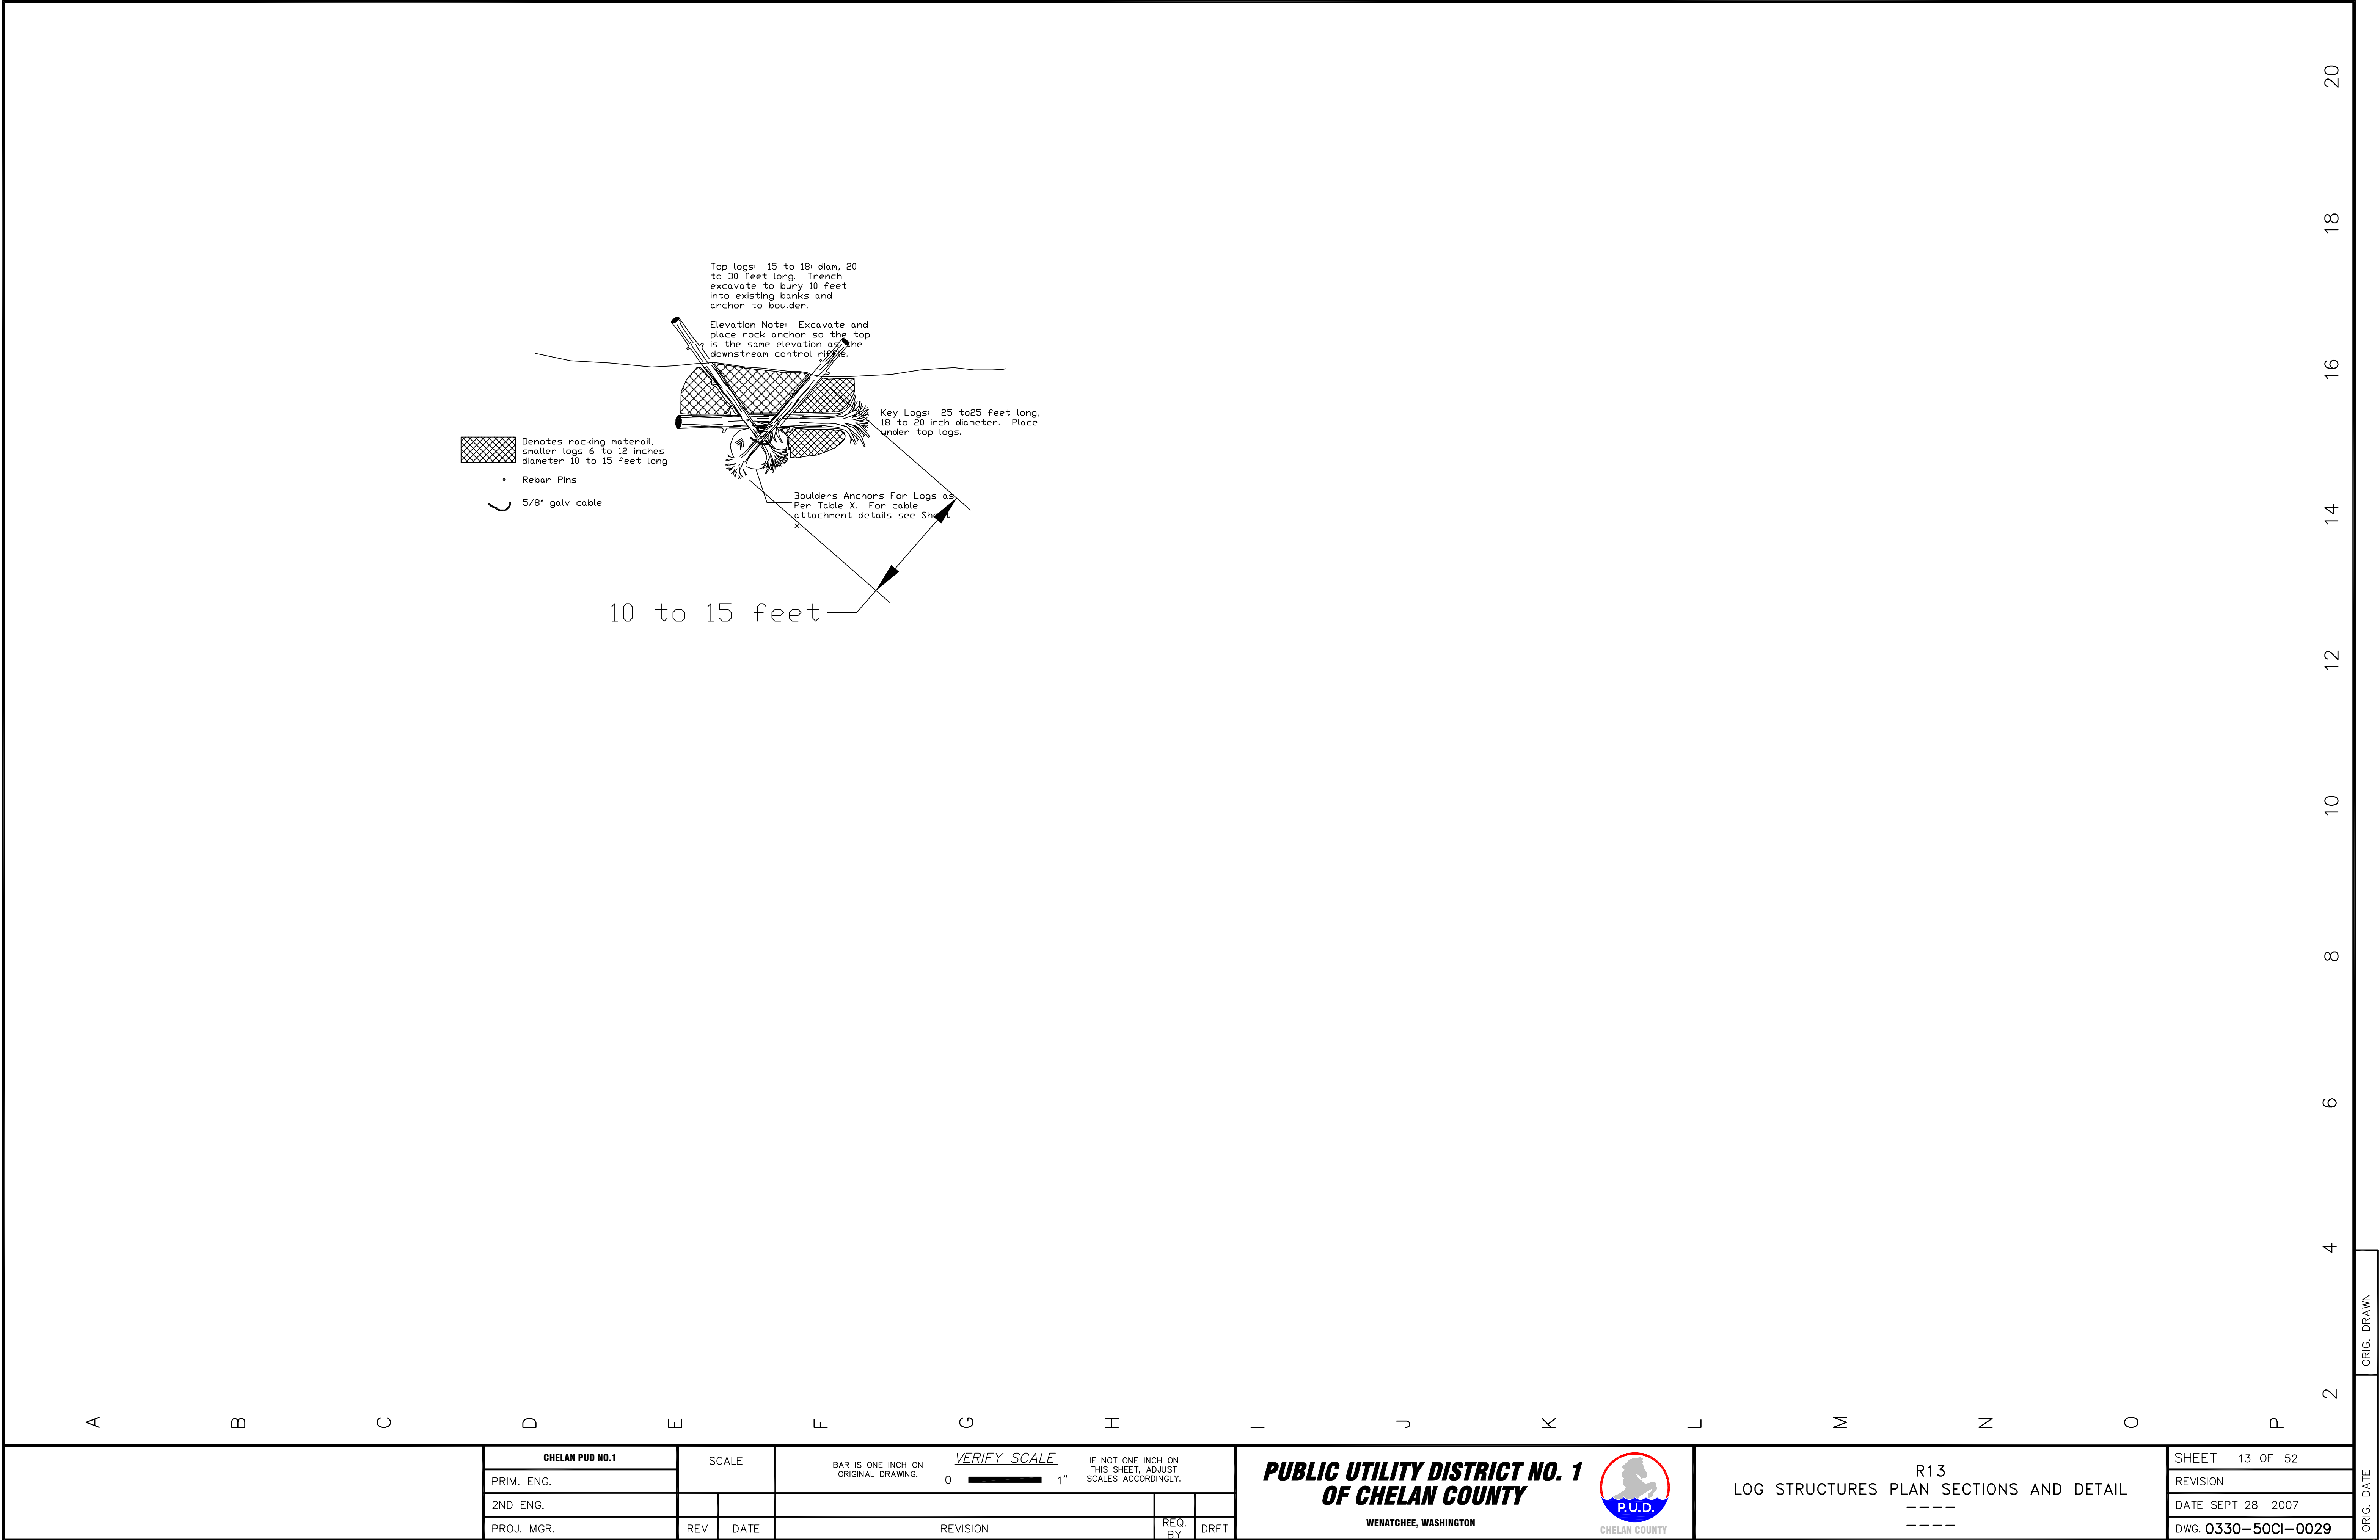 Top logs: 15 to 18: diam, 20
to 30 feet long. Trench
excavate to bury 10 feet
into existing banks and
anchor to boulder.
Elevation Note: Excavate and
place rock anchor so the top
is the same elevation as the
downstream control riffle.
Key Logs: 25 to25 feet long,
18 to 20 inch diameter. Place
under top logs.
Denotes racking materail,
smaller logs 6 to 12 inches
diameter 10 to 15 feet long
Rebar Pins
5/8" galv cable
Boulders Anchors For Logs as
Per Table X. For cable
attachment details see Sheet
x.
10 to 15 feet
20
18
16
14
12
10
8
6
4
2
A B C D E F G H I J K L M N O P
ORIG. DRAWN
ORIG. DATE
CHELAN PUD NO.1
PRIM. ENG.
2ND ENG.
PROJ. MGR.
SCALE
BAR IS ONE INCH ON
ORIGINAL DRAWING.
VERIFY SCALE
0 1"
IF NOT ONE INCH ON
THIS SHEET, ADJUST
SCALES ACCORDINGLY.
REV DATE REVISION REQ. BY DRFT
PUBLIC UTILITY DISTRICT NO. 1
OF CHELAN COUNTY
WENATCHEE, WASHINGTON
P.U.D.
CHELAN COUNTY
R13
LOG STRUCTURES PLAN SECTIONS AND DETAIL
----
----
SHEET 13 OF 52
REVISION
DATE SEPT 28 2007
DWG. 0330-50CI-0029